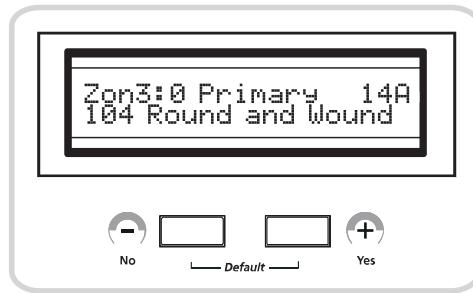 Zon3:0 Primary 14A
104 Round and Wound
− +
No Default Yes